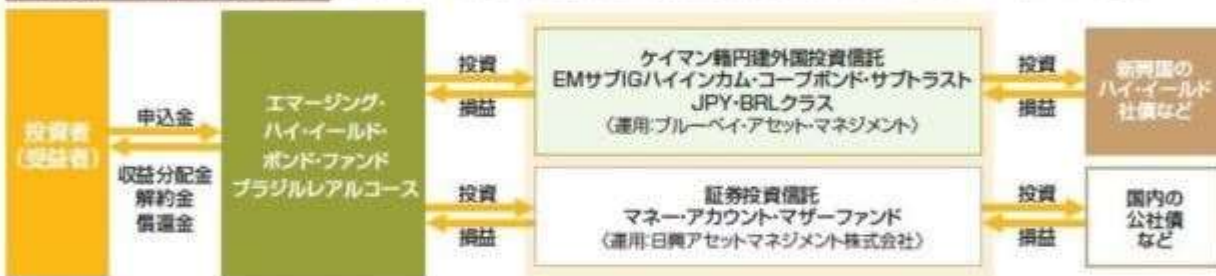 投資者
(受益者)
申込金
収益分配金
解約金
償還金
エマージング・
ハイ・イールド・
ボンド・ファンド
ブラジルレアルコース
投資
損益
ケイマン籍円建外国投資信託
EMサブIGハイインカム・コープボンド・サブトラスト
JPY・BRLクラス
(運用:ブルーベイ・アセット・マネジメント)
投資
損益
新興国の
ハイ・イールド
社債など
投資
損益
証券投資信託
マネー・アカウント・マザーファンド
(運用:日興アセットマネジメント株式会社)
投資
損益
国内の
公社債
など